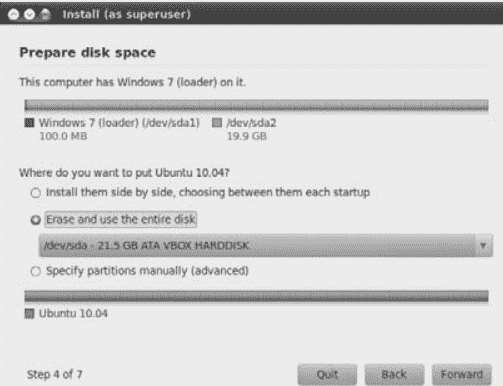 Install (as superuser)
Prepare disk space
This computer has Windows 7 (loader) on it.
Windows 7 (loader) (/dev/sda1) /dev/sda2
100.0 MB 19.9 GB
Where do you want to put Ubuntu 10.04?
Install them side by side, choosing between them each startup
Erase and use the entire disk
/dev/sda - 21.5 GB ATA VBOX HARDDISK
Specify partitions manually (advanced)
Ubuntu 10.04
Step 4 of 7 Quit Back Forward